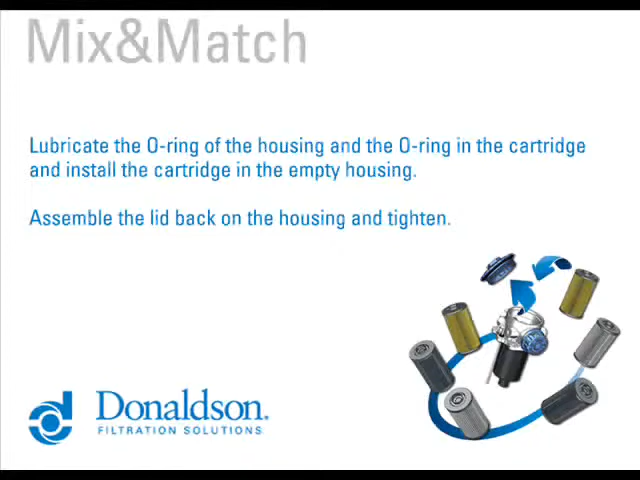 Mix&Match
Lubricate the O-ring of the housing and the O-ring in the cartridge
and install the cartridge in the empty housing.
Assemble the lid back on the housing and tighten.
Donaldson.
FILTRATION SOLUTIONS